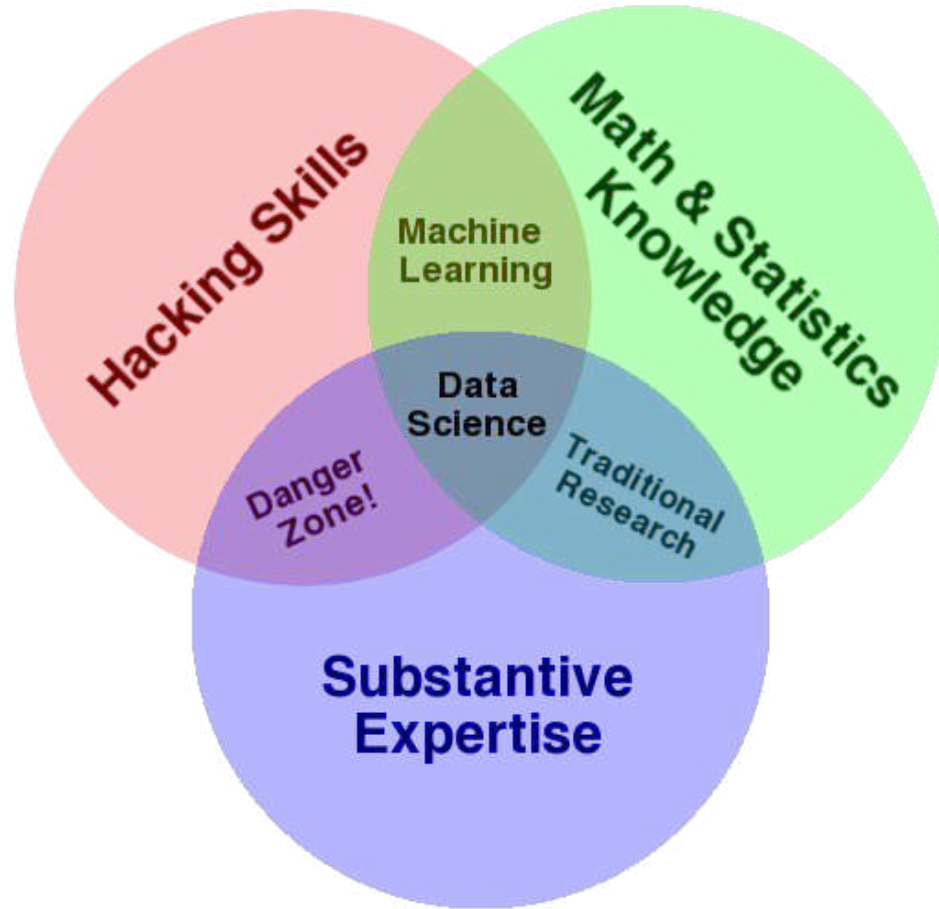 Hacking Skills
Math & Statistics
Knowledge
Machine
Learning
Data
Science
Danger
Zone!
Traditional
Research
Substantive
Expertise